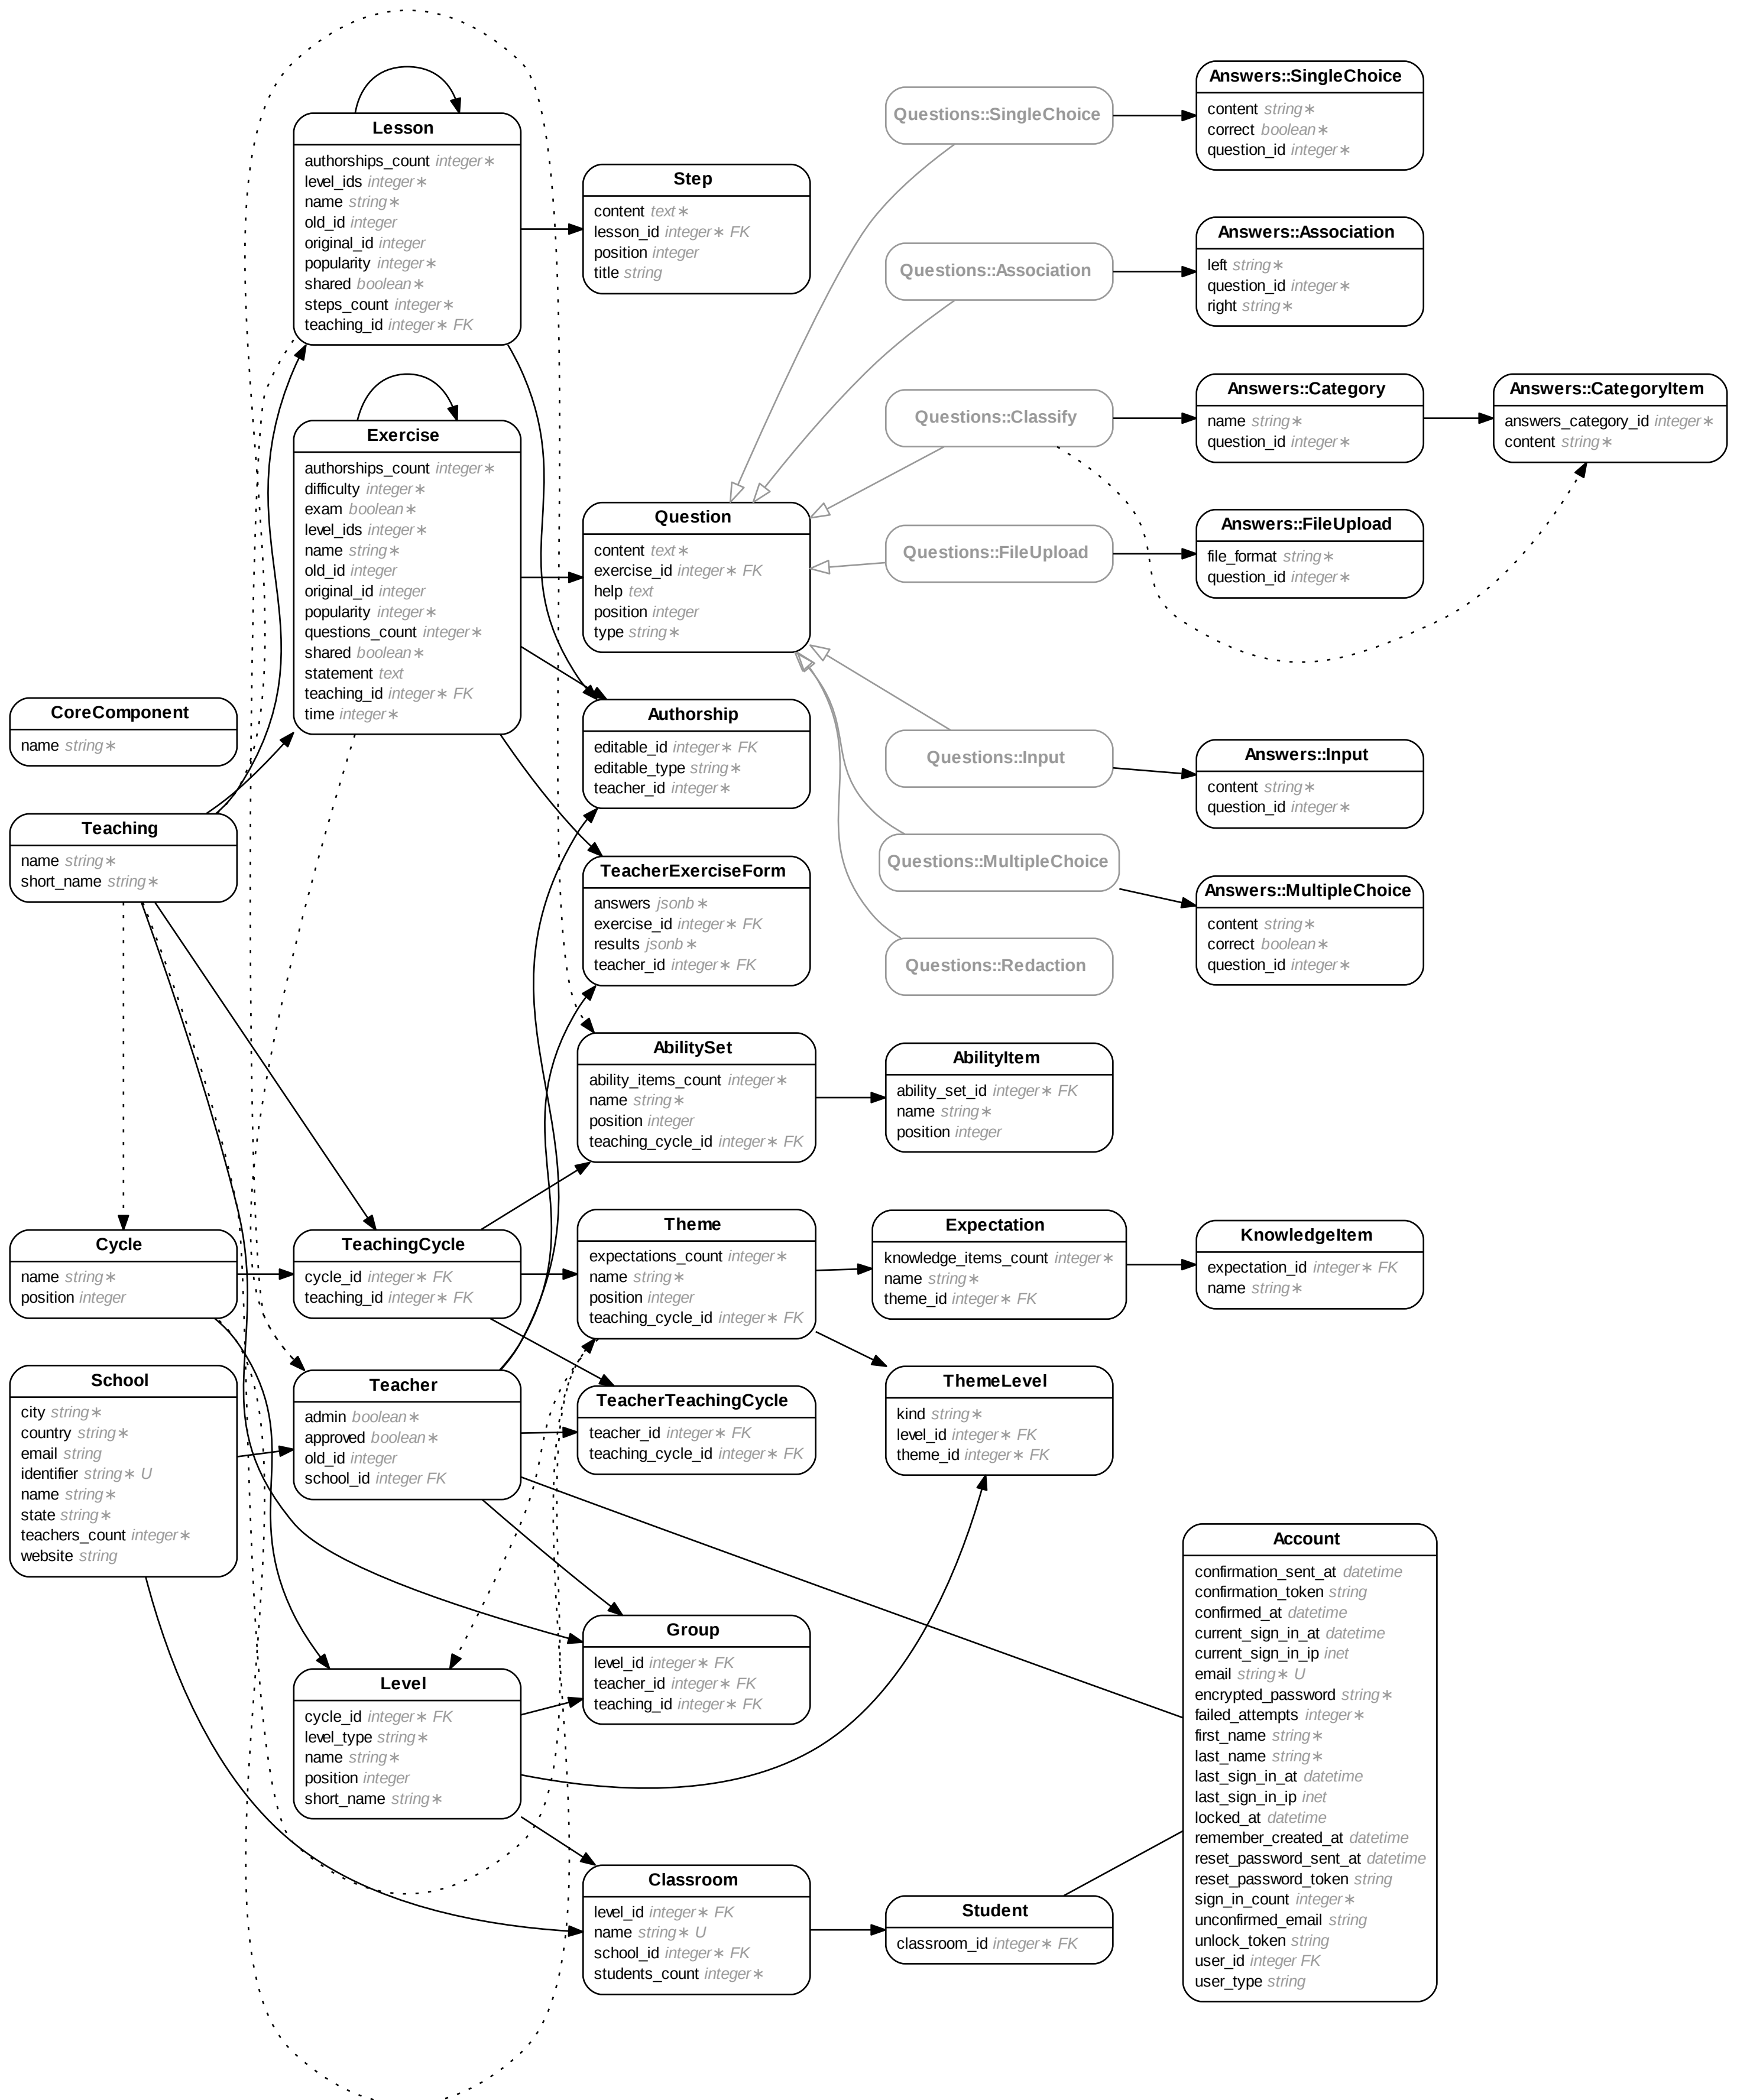 Lesson
authorships_count integer∗
level_ids integer∗
name string∗
old_id integer
original_id integer
popularity integer∗
shared boolean∗
steps_count integer∗
teaching_id integer∗ FK
Exercise
authorships_count integer∗
difficulty integer∗
exam boolean∗
level_ids integer∗
name string∗
old_id integer
original_id integer
popularity integer∗
questions_count integer∗
shared boolean∗
statement text
teaching_id integer∗ FK
time integer∗
CoreComponent
name string∗
Teaching
name string∗
short_name string∗
Cycle
name string∗
position integer
School
city string∗
country string∗
email string
identifier string∗ U
name string∗
state string∗
teachers_count integer∗
website string
TeachingCycle
cycle_id integer∗ FK
teaching_id integer∗ FK
Teacher
admin boolean∗
approved boolean∗
old_id integer
school_id integer FK
Level
cycle_id integer∗ FK
level_type string∗
name string∗
position integer
short_name string∗
Step
content text∗
lesson_id integer∗ FK
position integer
title string
Question
content text∗
exercise_id integer∗ FK
help text
position integer
type string∗
Authorship
editable_id integer∗ FK
editable_type string∗
teacher_id integer∗
TeacherExerciseForm
answers jsonb∗
exercise_id integer∗ FK
results jsonb∗
teacher_id integer∗ FK
AbilitySet
ability_items_count integer∗
name string∗
position integer
teaching_cycle_id integer∗ FK
Theme
expectations_count integer∗
name string∗
position integer
teaching_cycle_id integer∗ FK
TeacherTeachingCycle
teacher_id integer∗ FK
teaching_cycle_id integer∗ FK
Group
level_id integer∗ FK
teacher_id integer∗ FK
teaching_id integer∗ FK
Classroom
level_id integer∗ FK
name string∗ U
school_id integer∗ FK
students_count integer∗
Questions::SingleChoice
Questions::Association
Questions::Classify
Questions::FileUpload
Questions::Input
Questions::MultipleChoice
Questions::Redaction
AbilityItem
ability_set_id integer∗ FK
name string∗
position integer
Expectation
knowledge_items_count integer∗
name string∗
theme_id integer∗ FK
ThemeLevel
kind string∗
level_id integer∗ FK
theme_id integer∗ FK
Student
classroom_id integer∗ FK
Answers::SingleChoice
content string∗
correct boolean∗
question_id integer∗
Answers::Association
left string∗
question_id integer∗
right string∗
Answers::Category
name string∗
question_id integer∗
Answers::CategoryItem
answers_category_id integer∗
content string∗
Answers::FileUpload
file_format string∗
question_id integer∗
Answers::Input
content string∗
question_id integer∗
Answers::MultipleChoice
content string∗
correct boolean∗
question_id integer∗
KnowledgeItem
expectation_id integer∗ FK
name string∗
Account
confirmation_sent_at datetime
confirmation_token string
confirmed_at datetime
current_sign_in_at datetime
current_sign_in_ip inet
email string∗ U
encrypted_password string∗
failed_attempts integer∗
first_name string∗
last_name string∗
last_sign_in_at datetime
last_sign_in_ip inet
locked_at datetime
remember_created_at datetime
reset_password_sent_at datetime
reset_password_token string
sign_in_count integer∗
unconfirmed_email string
unlock_token string
user_id integer FK
user_type string